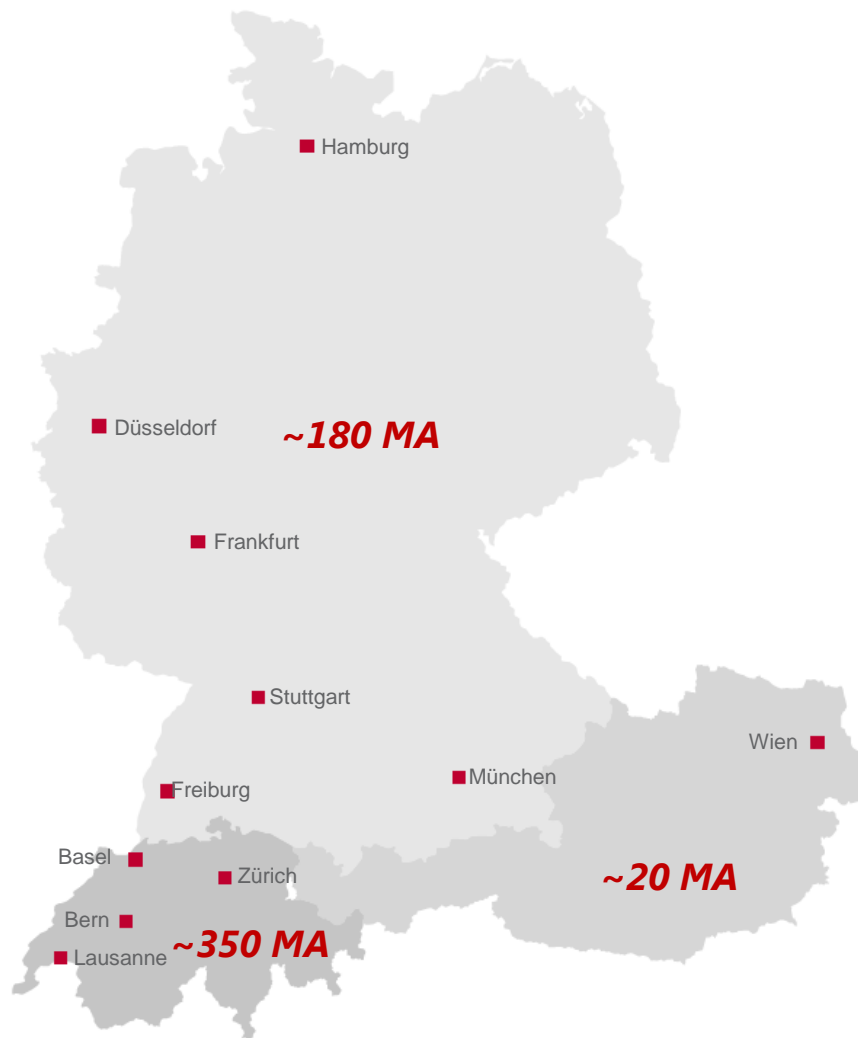 Hamburg
Düsseldorf
~180 MA
Frankfurt
Stuttgart
Wien
München
Freiburg
Basel
Zürich
~20 MA
Bern
~350 MA
Lausanne